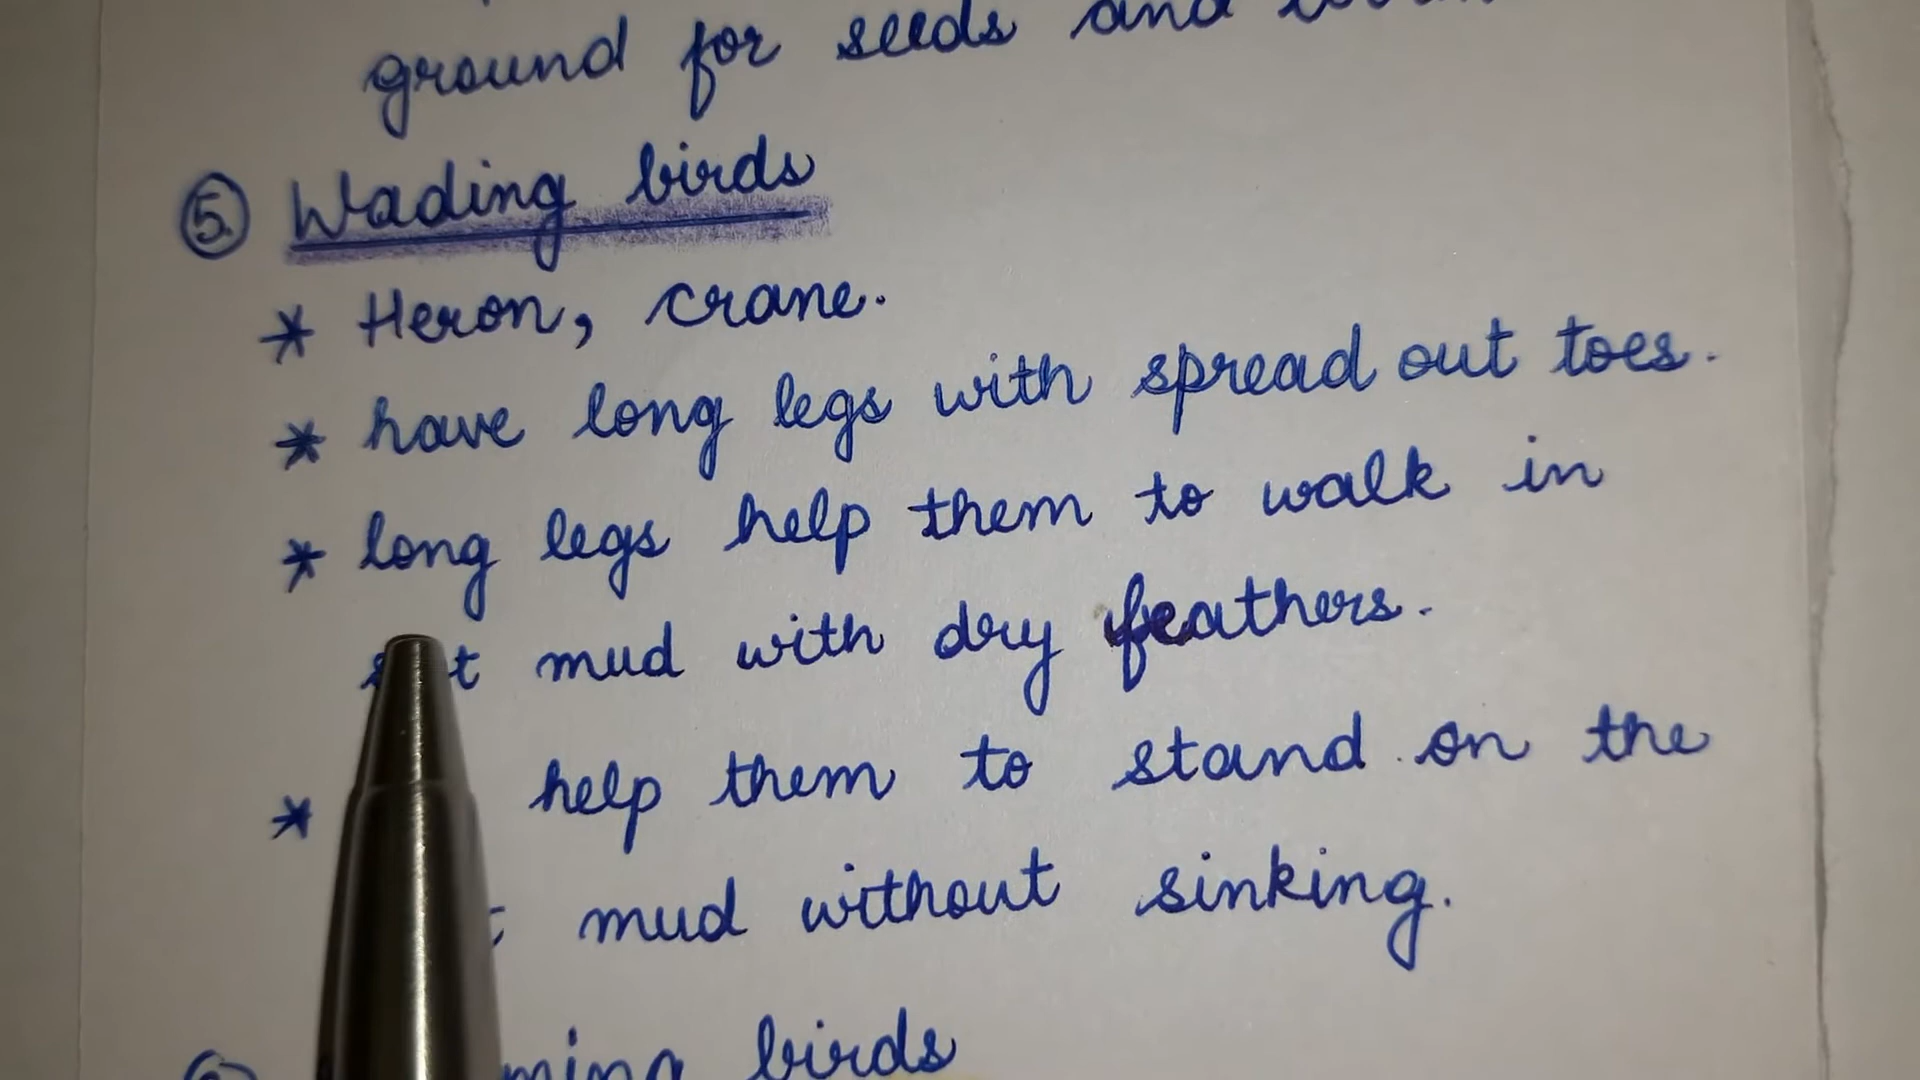 ground for seeds and
⑤ Wading birds
* Heron, crane.
* have long legs with spread out toes.
* long legs help them to walk in
mud with dry feathers.
* help them to stand on the
mud without sinking.
birds